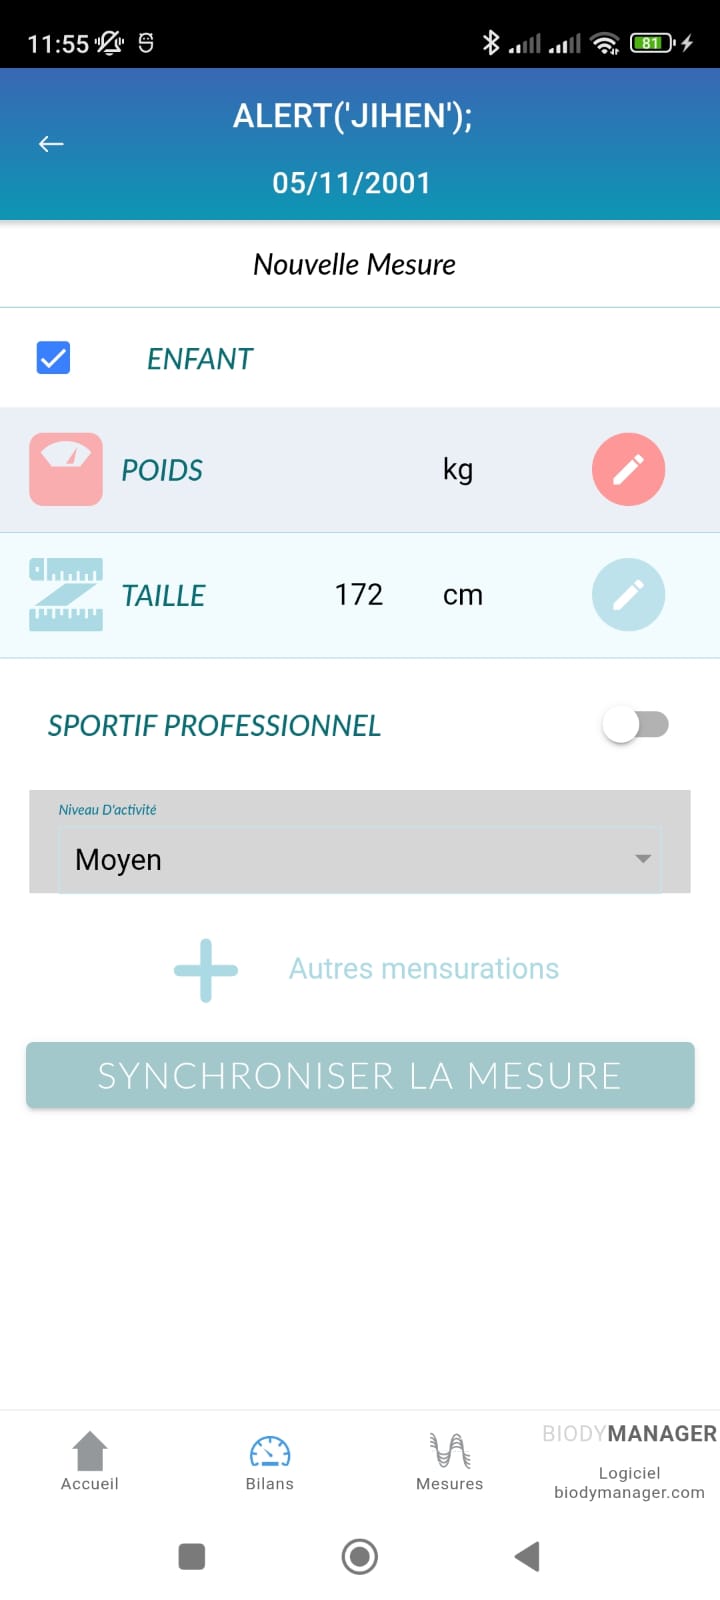 11:55
81
ALERT('JIHEN');
05/11/2001
Nouvelle Mesure
ENFANT
POIDS kg
TAILLE 172 cm
SPORTIF PROFESSIONNEL
Niveau D'activité
Moyen
Autres mensurations
SYNCHRONISER LA MESURE
BIODYMANAGER
Logiciel
biodymanager.com
Accueil
Bilans
Mesures